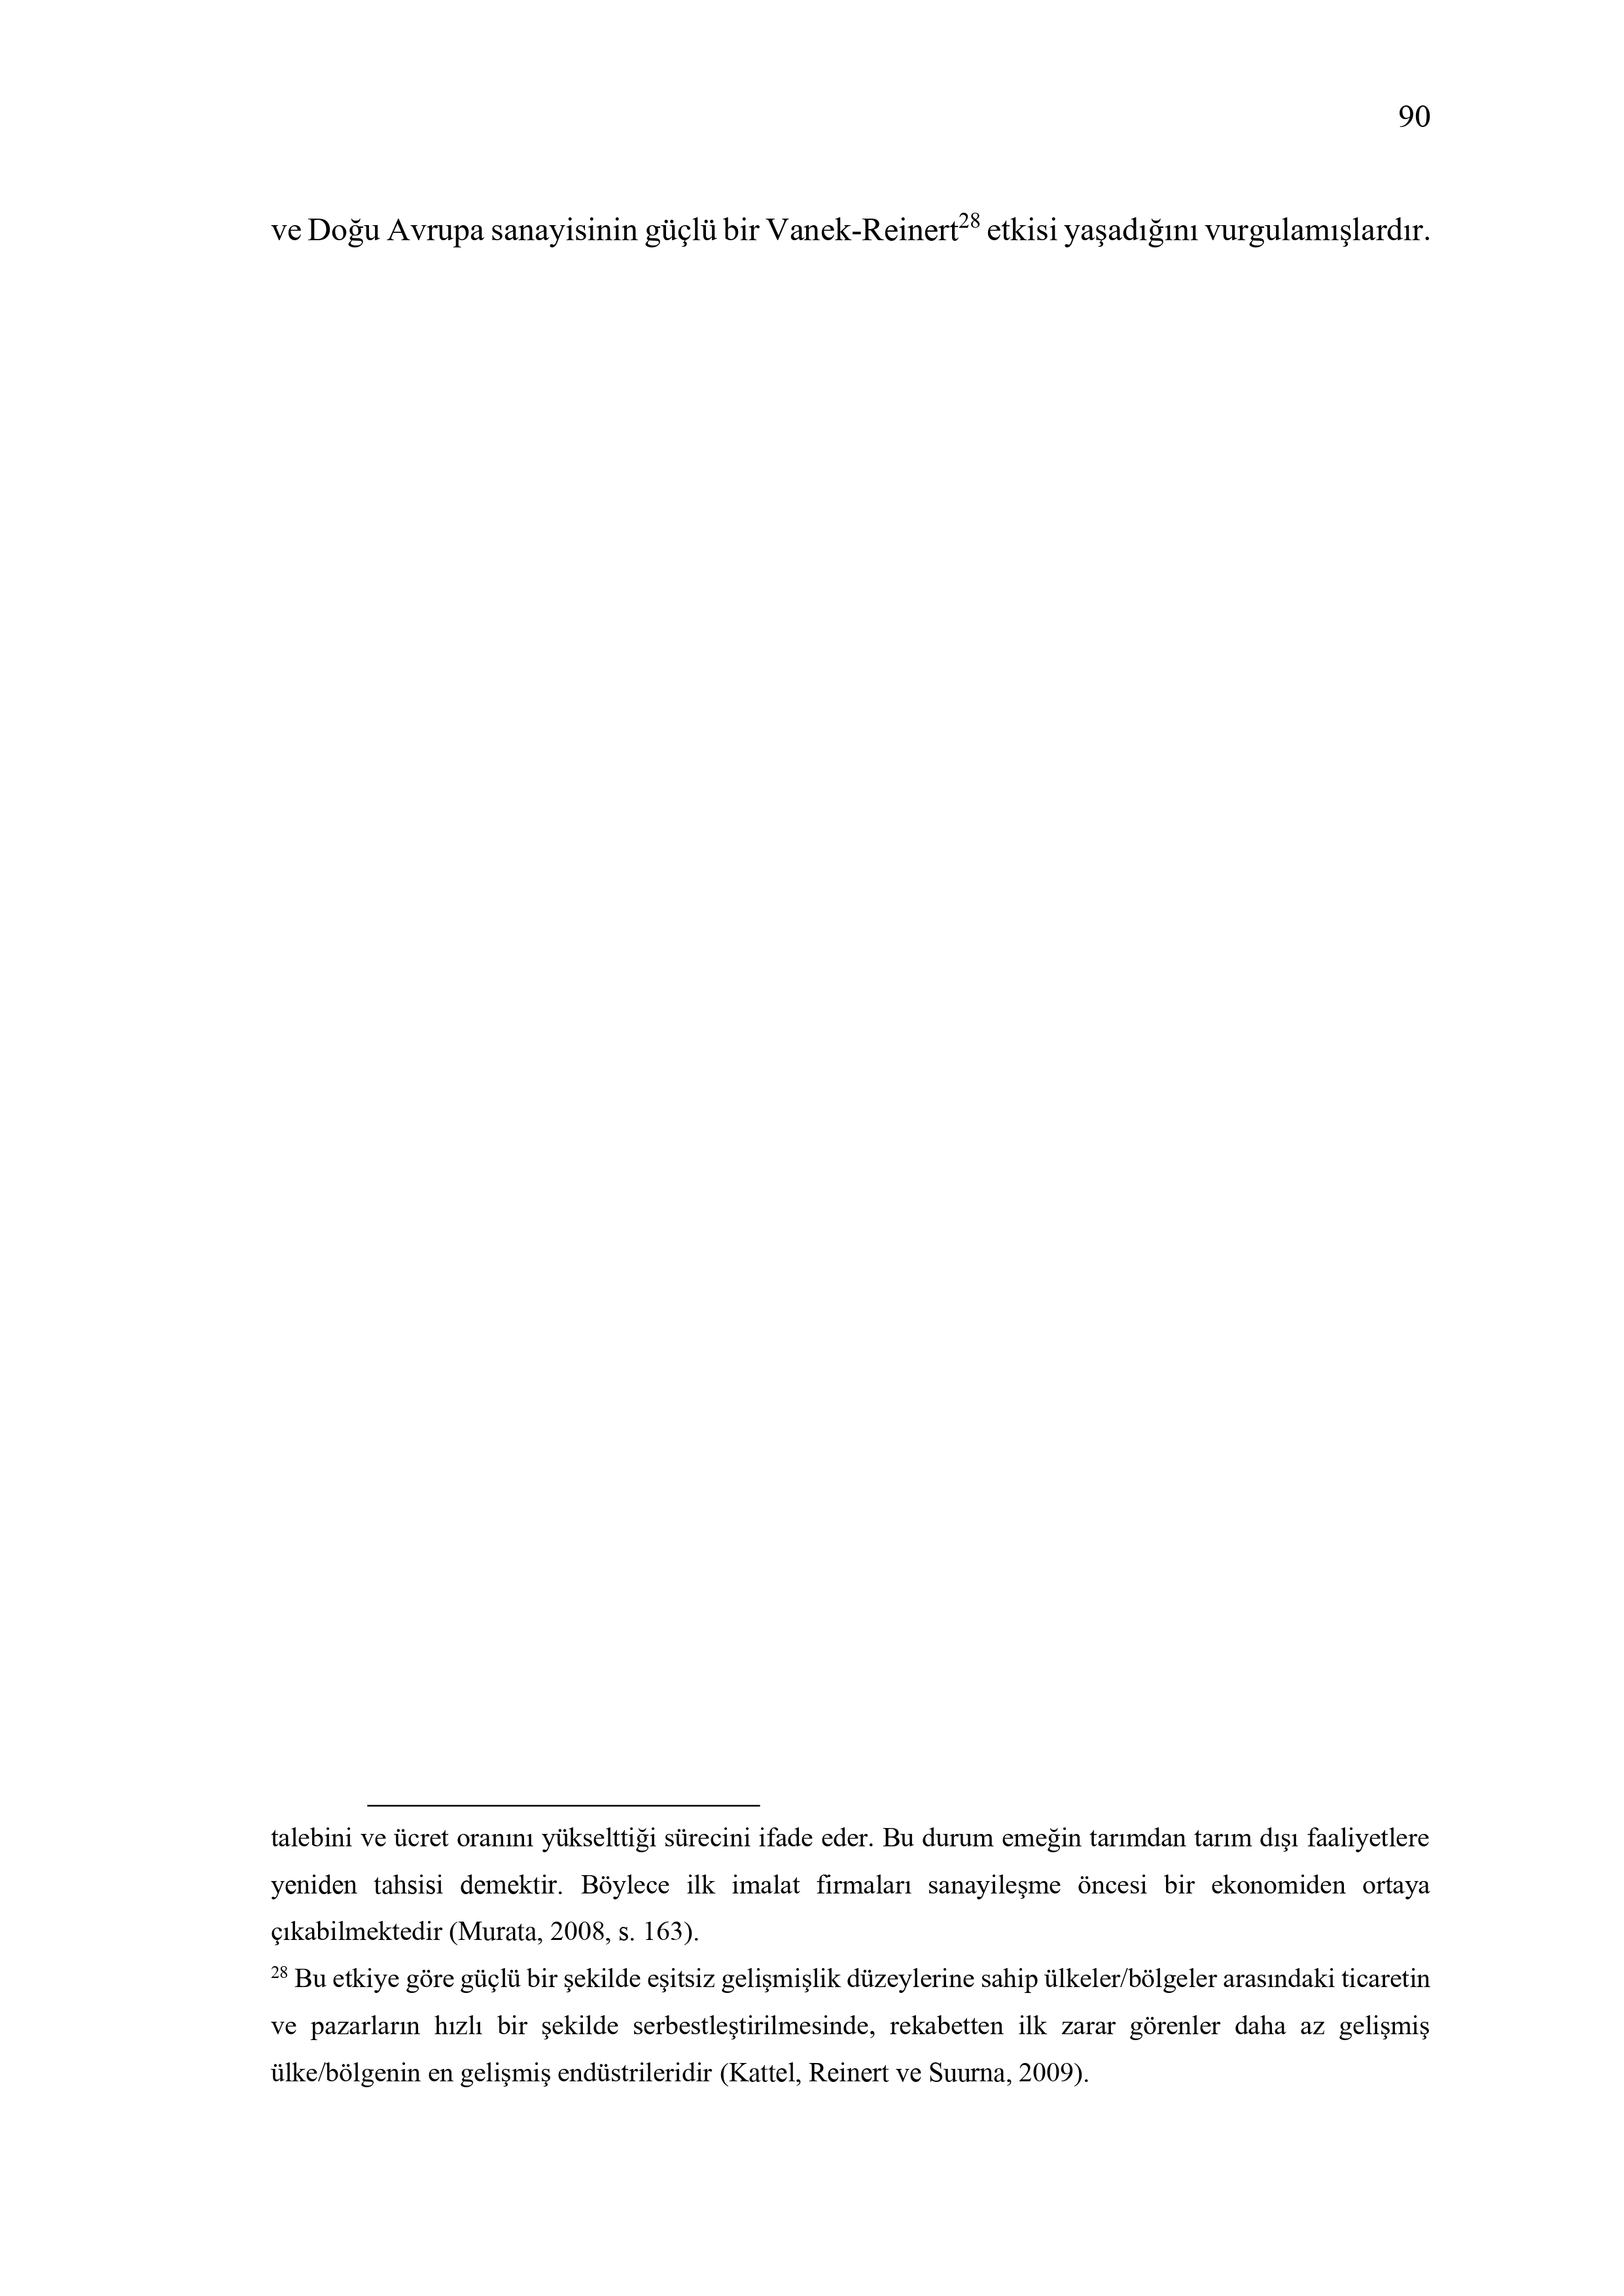 90
ve Doğu Avrupa sanayisinin güçlü bir Vanek-Reinert28 etkisi yaşadığını vurgulamışlardır.
talebini ve ücret oranını yükselttiği sürecini ifade eder. Bu durum emeğin tarımdan tarım dışı faaliyetlere
yeniden tahsisi demektir. Böylece ilk imalat firmaları sanayileşme öncesi bir ekonomiden ortaya
çıkabilmektedir (Murata, 2008, s. 163).
28 Bu etkiye göre güçlü bir şekilde eşitsiz gelişmişlik düzeylerine sahip ülkeler/bölgeler arasındaki ticaretin
ve pazarların hızlı bir şekilde serbestleştirilmesinde, rekabetten ilk zarar görenler daha az gelişmiş
ülke/bölgenin en gelişmiş endüstrileridir (Kattel, Reinert ve Suurna, 2009).